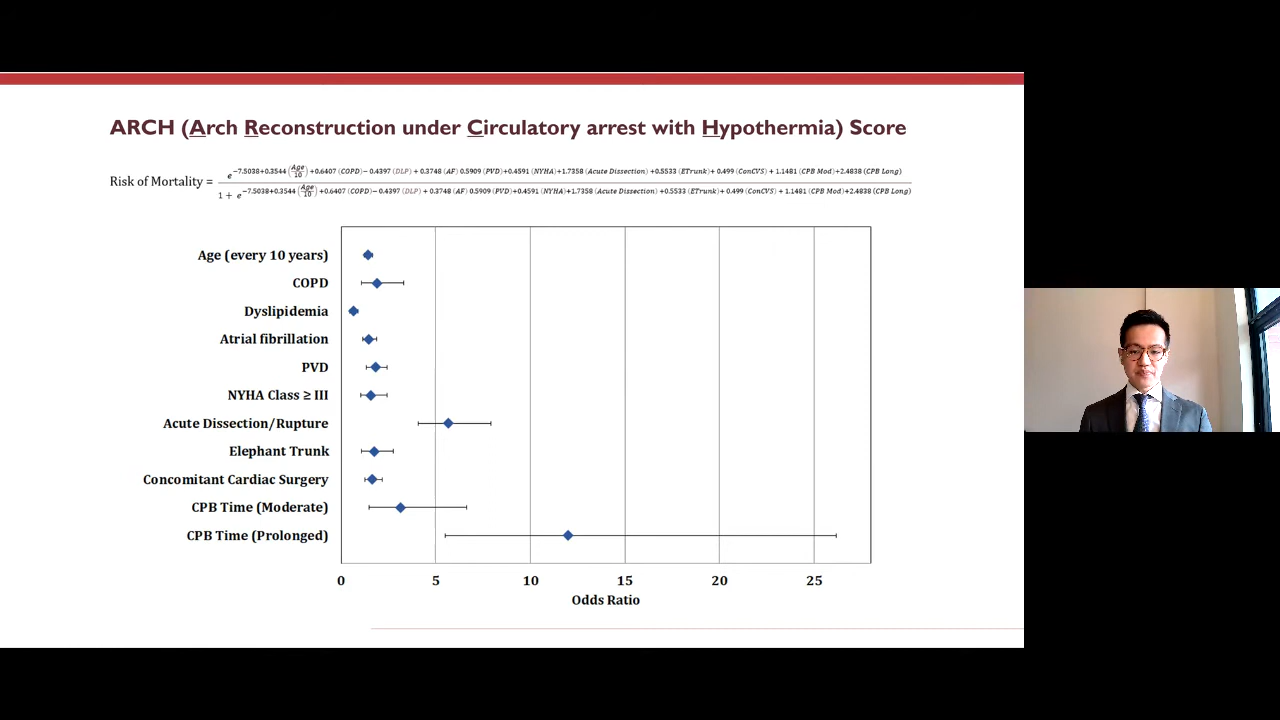 ARCH (Arch Reconstruction under Circulatory arrest with Hypothermia) Score
Risk of Mortality = e^−7.5038+0.3544 (Age/10) +0.6407 (COPD)− 0.4397 (DLP) + 0.3748 (AF) 0.5909 (PVD)+0.4591 (NYHA)+1.7358 (Acute Dissection) +0.5533 (ETrunk) + 0.499 (ConCVS) + 1.1481 (CPB Mod)+2.4838 (CPB Long)
1 + e^−7.5038+0.3544 (Age/10) +0.6407 (COPD)− 0.4397 (DLP) + 0.3748 (AF) 0.5909 (PVD)+0.4591 (NYHA)+1.7358 (Acute Dissection) +0.5533 (ETrunk) + 0.499 (ConCVS) + 1.1481 (CPB Mod)+2.4838 (CPB Long)
Age (every 10 years)
COPD
Dyslipidemia
Atrial fibrillation
PVD
NYHA Class ≥ III
Acute Dissection/Rupture
Elephant Trunk
Concomitant Cardiac Surgery
CPB Time (Moderate)
CPB Time (Prolonged)
0 5 10 15 20 25
Odds Ratio